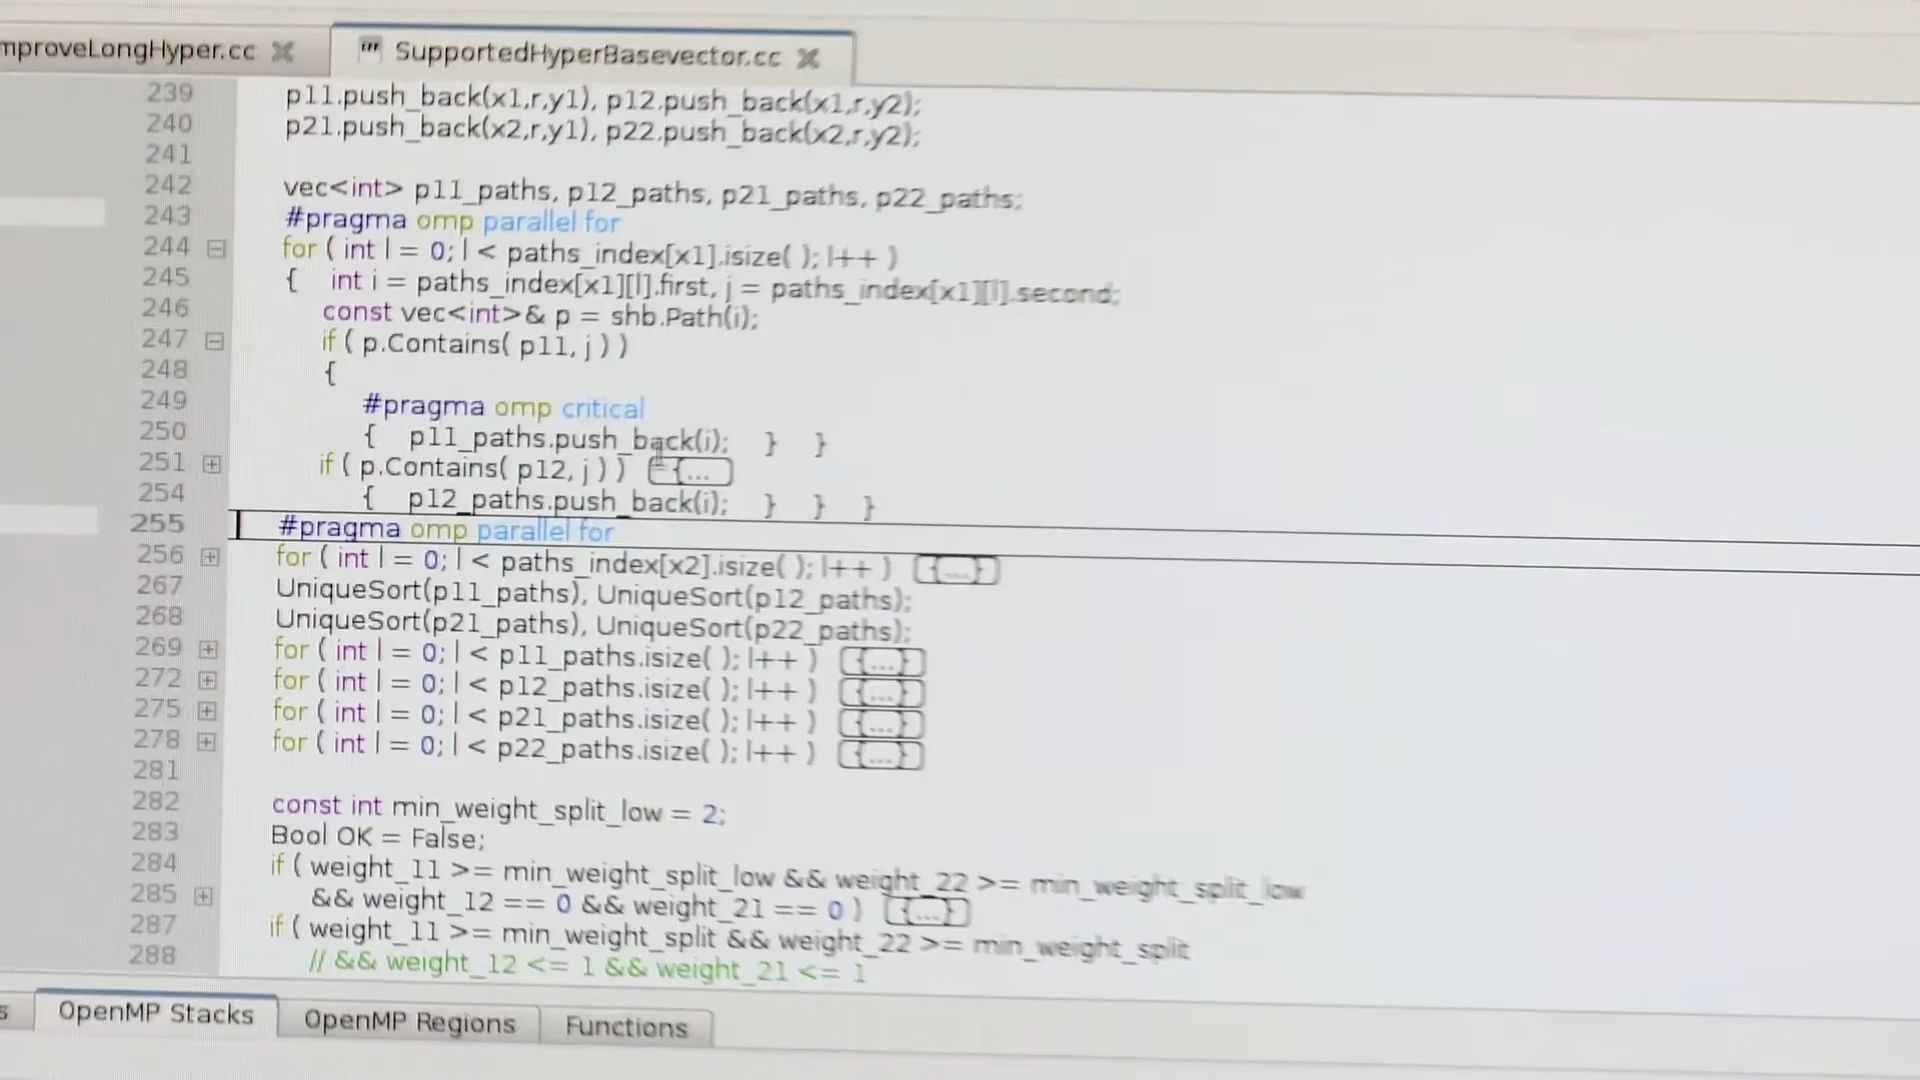 mproveLongHyper.cc
SupportedHyperBasevector.cc
239 p11.push_back(x1,r,y1), p12.push_back(x1,r,y2);
240 p21.push_back(x2,r,y1), p22.push_back(x2,r,y2);
241
242 vec<int> p11_paths, p12_paths, p21_paths, p22_paths;
243 #pragma omp parallel for
244 for ( int l = 0; l < paths_index[x1].isize( ); l++ )
245 { int i = paths_index[x1][l].first, j = paths_index[x1][l].second;
246 const vec<int>& p = shb.Path(i);
247 if ( p.Contains( p11, j ) )
248 {
249 #pragma omp critical
250 { p11_paths.push_back(i); } }
251 if ( p.Contains( p12, j ) ) {...
254 { p12_paths.push_back(i); } } }
255 #pragma omp parallel for
256 for ( int l = 0; l < paths_index[x2].isize( ); l++ ) {...}
267 UniqueSort(p11_paths), UniqueSort(p12_paths);
268 UniqueSort(p21_paths), UniqueSort(p22_paths);
269 for ( int l = 0; l < p11_paths.isize( ); l++ ) {...}
272 for ( int l = 0; l < p12_paths.isize( ); l++ ) {...}
275 for ( int l = 0; l < p21_paths.isize( ); l++ ) {...}
278 for ( int l = 0; l < p22_paths.isize( ); l++ ) {...}
281
282 const int min_weight_split_low = 2;
283 Bool OK = False;
284 if ( weight_11 >= min_weight_split_low && weight_22 >= min_weight_split_low
285 && weight_12 == 0 && weight_21 == 0 ) {...}
287 if ( weight_11 >= min_weight_split && weight_22 >= min_weight_split
288 // && weight_12 <= 1 && weight_21 <= 1
s OpenMP Stacks OpenMP Regions Functions